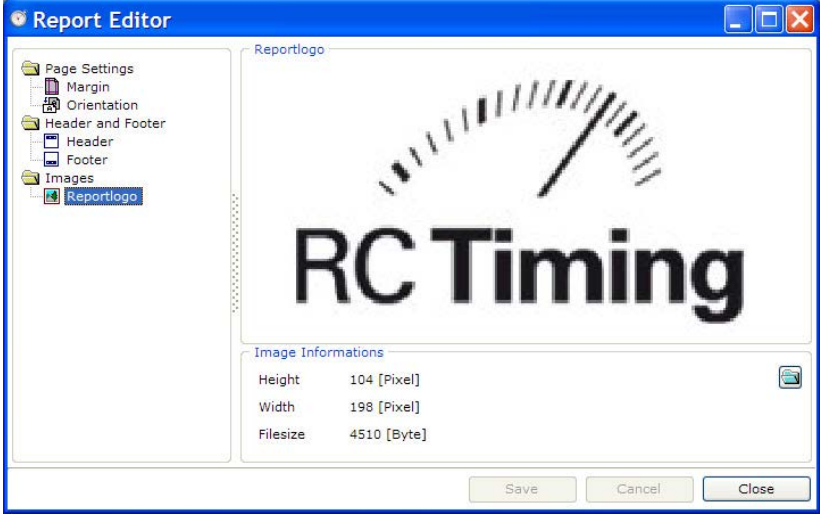 Report Editor
Page Settings
Margin
Orientation
Header and Footer
Header
Footer
Images
Reportlogo
Reportlogo
RC Timing
Image Informations
Height 104 [Pixel]
Width 198 [Pixel]
Filesize 4510 [Byte]
Save Cancel Close